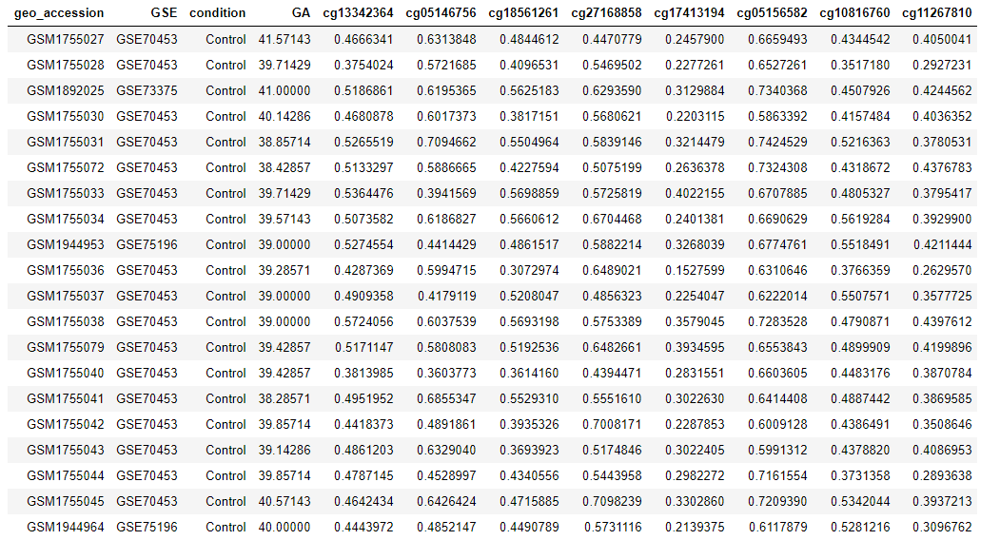 geo_accession GSE condition GA cg13342364 cg05146756 cg18561261 cg27168858 cg17413194 cg05156582 cg10816760 cg11267810
GSM1755027 GSE70453 Control 41.57143 0.4666341 0.6313848 0.4844612 0.4470779 0.2457900 0.6659493 0.4344542 0.4050041
GSM1755028 GSE70453 Control 39.71429 0.3754024 0.5721685 0.4096531 0.5469502 0.2277261 0.6527261 0.3517180 0.2927231
GSM1892025 GSE73375 Control 41.00000 0.5186861 0.6195365 0.5625183 0.6293590 0.3129884 0.7340368 0.4507926 0.4244562
GSM1755030 GSE70453 Control 40.14286 0.4680878 0.6017373 0.3817151 0.5680621 0.2203115 0.5863392 0.4157484 0.4036352
GSM1755031 GSE70453 Control 38.85714 0.5265519 0.7094662 0.5504964 0.5839146 0.3214479 0.7424529 0.5216363 0.3780531
GSM1755072 GSE70453 Control 38.42857 0.5133297 0.5886665 0.4227594 0.5075199 0.2636378 0.7324308 0.4318672 0.4376783
GSM1755033 GSE70453 Control 39.71429 0.5364476 0.3941569 0.5698859 0.5725819 0.4022155 0.6707885 0.4805327 0.3795417
GSM1755034 GSE70453 Control 39.57143 0.5073582 0.6186827 0.5660612 0.6704468 0.2401381 0.6690629 0.5619284 0.3929900
GSM1944953 GSE75196 Control 39.00000 0.5274554 0.4414429 0.4861517 0.5882214 0.3268039 0.6774761 0.5518491 0.4211444
GSM1755036 GSE70453 Control 39.28571 0.4287369 0.5994715 0.3072974 0.6489021 0.1527599 0.6310646 0.3766359 0.2629570
GSM1755037 GSE70453 Control 39.00000 0.4909358 0.4179119 0.5208047 0.4856323 0.2254047 0.6222014 0.5507571 0.3577725
GSM1755038 GSE70453 Control 39.00000 0.5724056 0.6037539 0.5693198 0.5753389 0.3579045 0.7283528 0.4790871 0.4397612
GSM1755079 GSE70453 Control 39.42857 0.5171147 0.5808083 0.5192536 0.6482661 0.3934595 0.6553843 0.4899909 0.4199896
GSM1755040 GSE70453 Control 39.42857 0.3813985 0.3603773 0.3614160 0.4394471 0.2831551 0.6603605 0.4483176 0.3870784
GSM1755041 GSE70453 Control 38.28571 0.4951952 0.6855347 0.5529310 0.5551610 0.3022630 0.6414408 0.4887442 0.3869585
GSM1755042 GSE70453 Control 39.85714 0.4418373 0.4891861 0.3935326 0.7008171 0.2287853 0.6009128 0.4386491 0.3508646
GSM1755043 GSE70453 Control 39.14286 0.4861203 0.6329040 0.3693923 0.5174846 0.3022405 0.5991312 0.4378820 0.4086953
GSM1755044 GSE70453 Control 39.85714 0.4787145 0.4528997 0.4340556 0.5443958 0.2982272 0.7161554 0.3731358 0.2893638
GSM1755045 GSE70453 Control 40.57143 0.4642434 0.6426424 0.4715885 0.7098239 0.3302860 0.7209390 0.5342044 0.3937213
GSM1944964 GSE75196 Control 40.00000 0.4443972 0.4852147 0.4490789 0.5731116 0.2139375 0.6117879 0.5281216 0.3096762